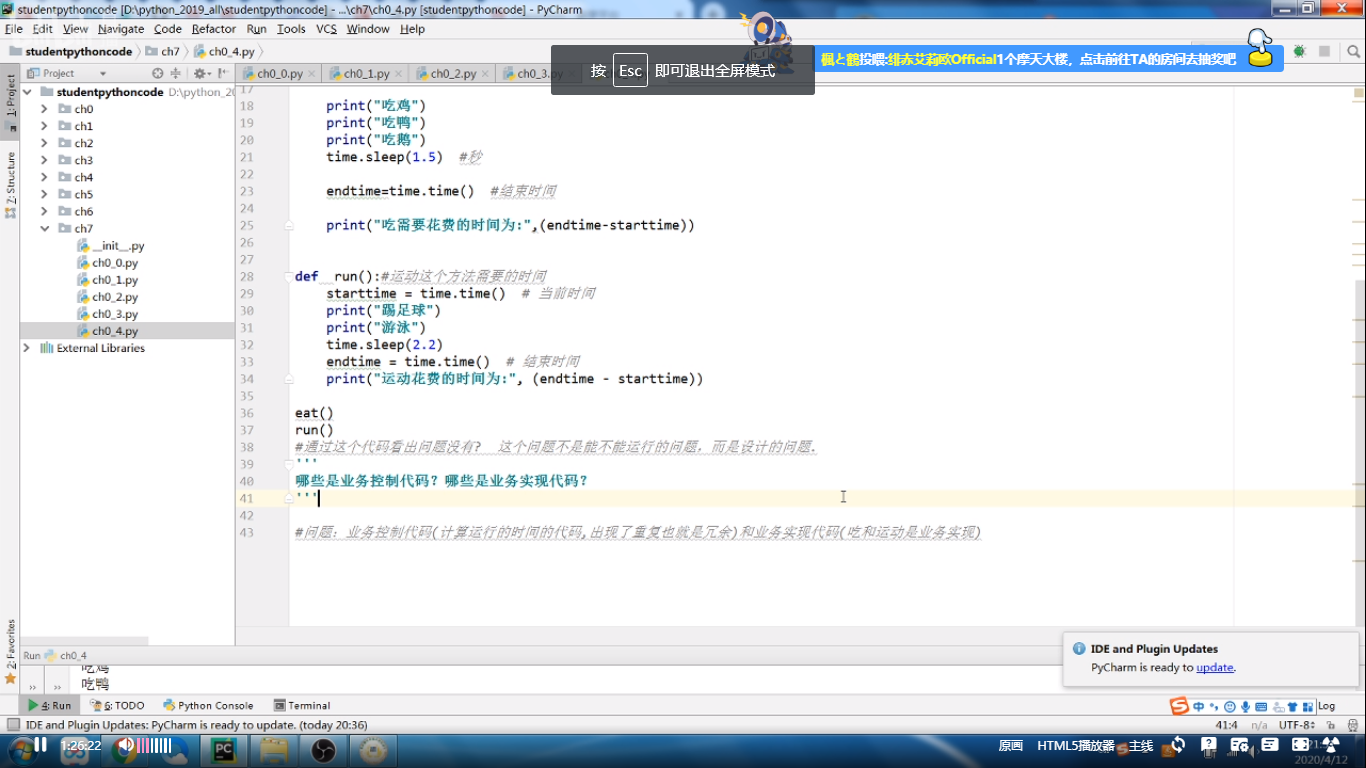 studentpythoncode [D:\python_2019_all\studentpythoncode] - ...\ch7\ch0_4.py [studentpythoncode] - PyCharm
File Edit View Navigate Code Refactor Run Tools VCS Window Help
studentpythoncode ch7 ch0_4.py
按 Esc 即可退出全屏模式
楓と鹤投喂:绯赤艾莉欧Official1个摩天大楼，点击前往TA的房间去抽奖吧
Project
ch0_0.py ch0_1.py ch0_2.py ch0_3.py
1: Project
Z: Structure
2: Favorites
studentpythoncode D:\python_20
ch0
ch1
ch2
ch3
ch4
ch5
ch6
ch7
__init__.py
ch0_0.py
ch0_1.py
ch0_2.py
ch0_3.py
ch0_4.py
External Libraries
17
18 print("吃鸡")
19 print("吃鸭")
20 print("吃鹅")
21 time.sleep(1.5) #秒
22
23 endtime=time.time() #结束时间
24
25 print("吃需要花费的时间为:",(endtime-starttime))
26
27
28 def run():#运动这个方法需要的时间
29 starttime = time.time() # 当前时间
30 print("踢足球")
31 print("游泳")
32 time.sleep(2.2)
33 endtime = time.time() # 结束时间
34 print("运动花费的时间为:", (endtime - starttime))
35
36 eat()
37 run()
38 #通过这个代码看出问题没有? 这个问题不是能不能运行的问题，而是设计的问题.
39 '''
40 哪些是业务控制代码? 哪些是业务实现代码?
41 '''
42
43 #问题: 业务控制代码(计算运行的时间的代码,出现了重复也就是冗余)和业务实现代码(吃和运动是业务实现)
IDE and Plugin Updates
PyCharm is ready to update.
Run ch0_4
吃鸡
吃鸭
4: Run 6: TODO Python Console Terminal
中
Log
IDE and Plugin Updates: PyCharm is ready to update. (today 20:36)
41:4 n/a UTF-8
1:26:22
原画 HTML5播放器 主线
2020/4/12